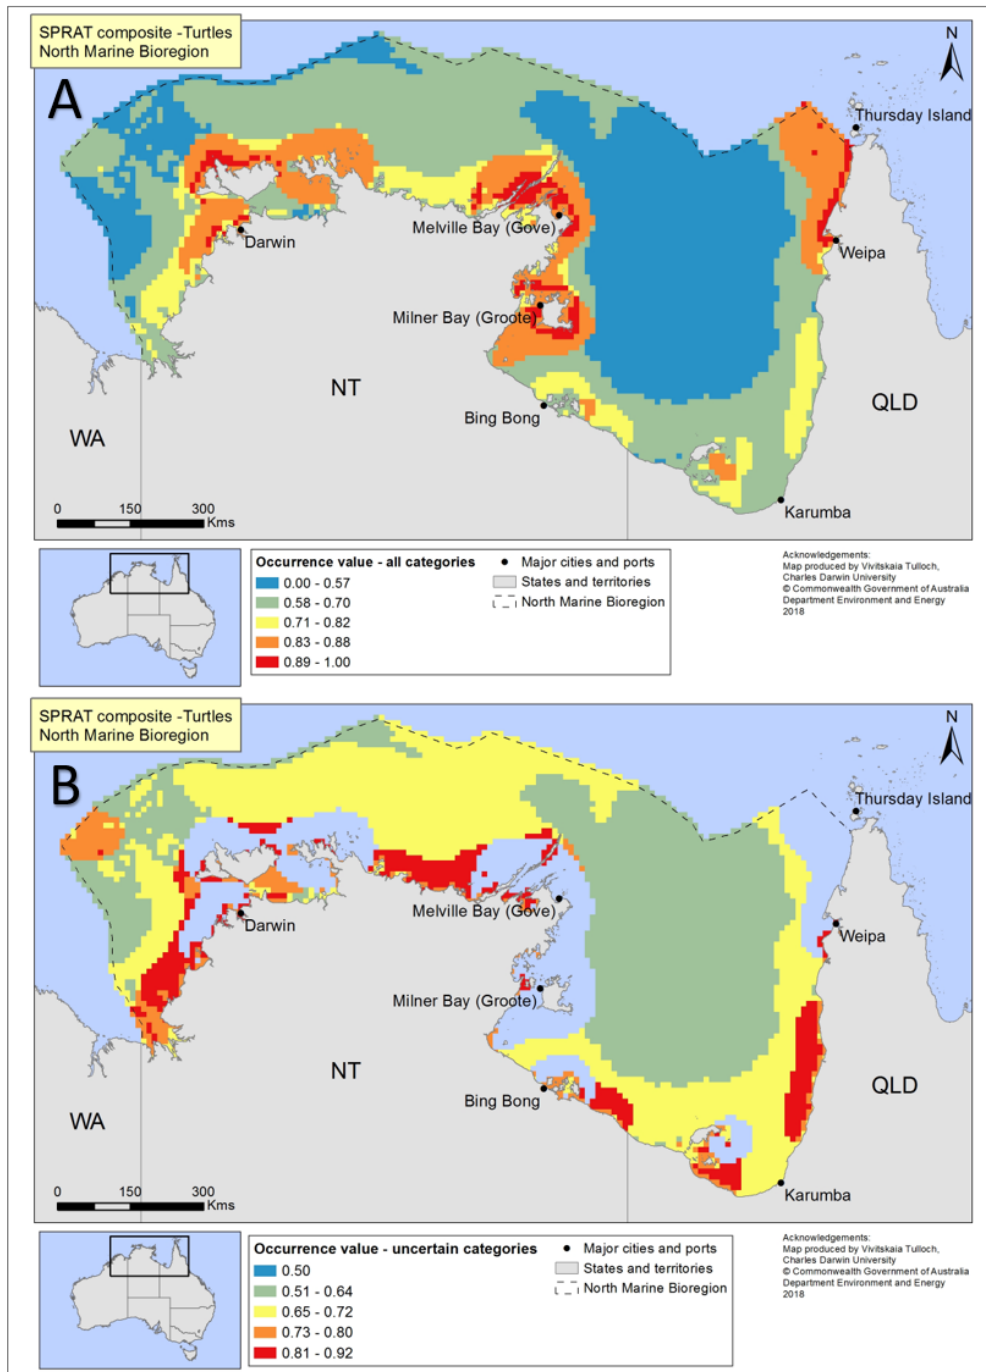 SPRAT composite -Turtles
North Marine Bioregion
A
N
Thursday Island
Melville Bay (Gove)
Darwin
Weipa
Milner Bay (Groote)
NT
QLD
Bing Bong
WA
0 150 300
Kms
Karumba
Occurrence value - all categories
0.00 - 0.57
0.58 - 0.70
0.71 - 0.82
0.83 - 0.88
0.89 - 1.00
Major cities and ports
States and territories
North Marine Bioregion
Acknowledgements:
Map produced by Vivitskaia Tulloch,
Charles Darwin University
© Commonwealth Government of Australia
Department Environment and Energy
2018
SPRAT composite -Turtles
North Marine Bioregion
B
N
Thursday Island
Melville Bay (Gove)
Darwin
Weipa
Milner Bay (Groote)
NT
QLD
Bing Bong
WA
0 150 300
Kms
Karumba
Occurrence value - uncertain categories
0.50
0.51 - 0.64
0.65 - 0.72
0.73 - 0.80
0.81 - 0.92
Major cities and ports
States and territories
North Marine Bioregion
Acknowledgements:
Map produced by Vivitskaia Tulloch,
Charles Darwin University
© Commonwealth Government of Australia
Department Environment and Energy
2018